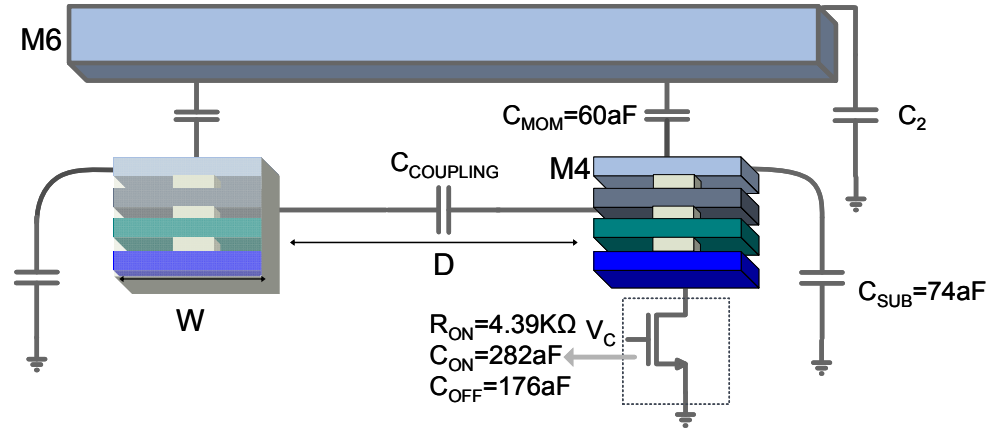 M6
C_MOM=60aF
C_2
C_COUPLING
M4
D
W
C_SUB=74aF
R_ON=4.39KΩ
V_C
C_ON=282aF
C_OFF=176aF